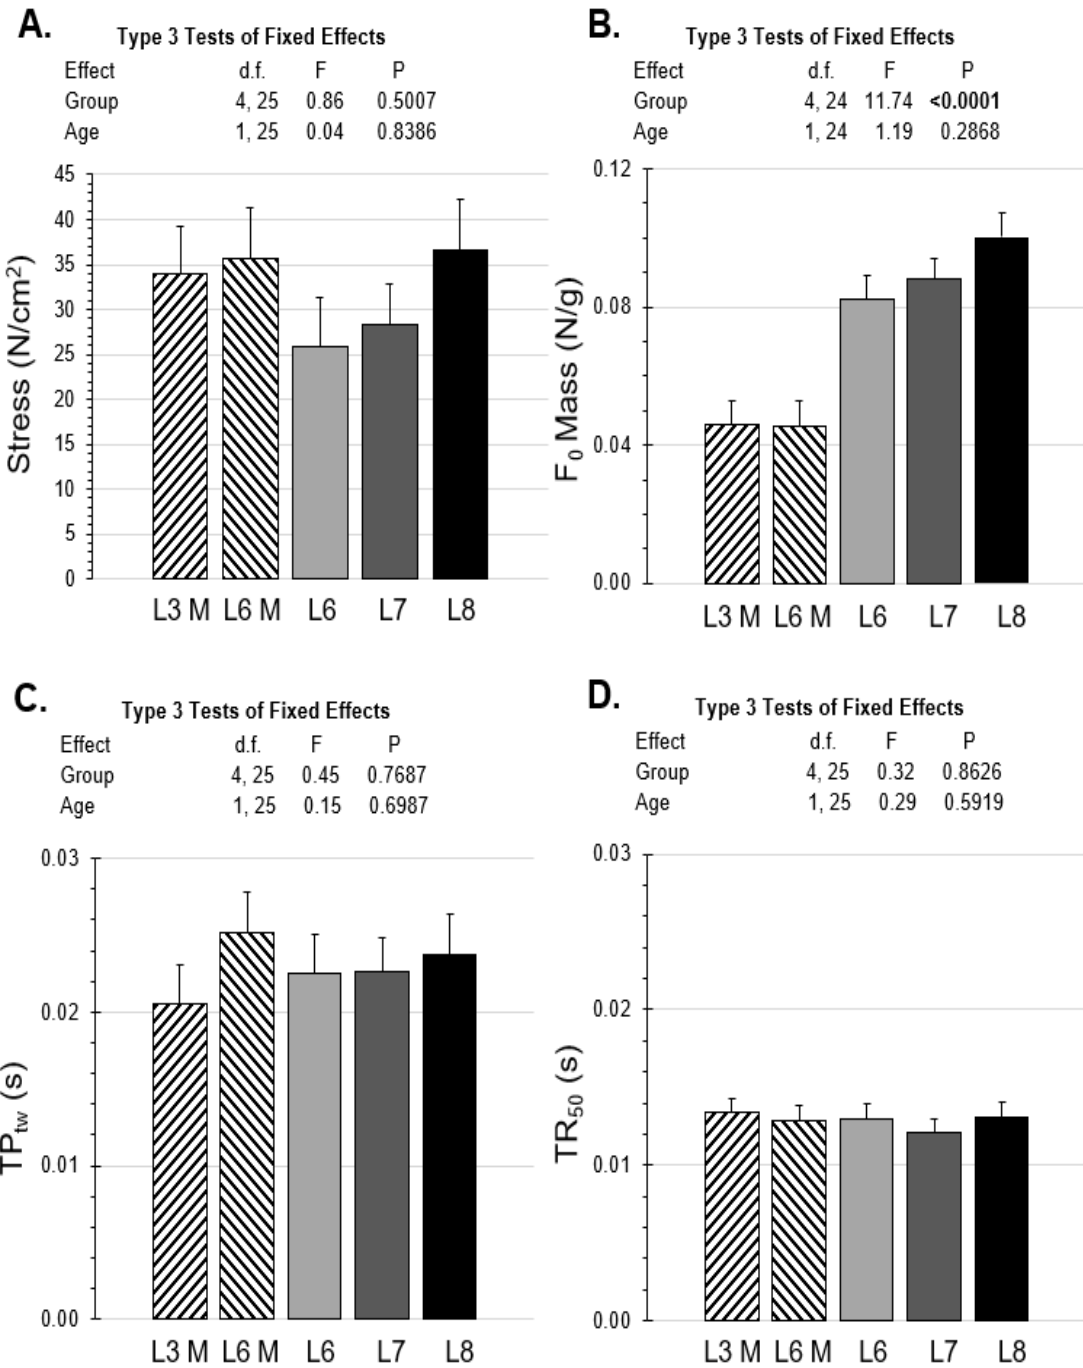 A.
Type 3 Tests of Fixed Effects
Effect d.f. F P
Group 4, 25 0.86 0.5007
Age 1, 25 0.04 0.8386
Stress (N/cm²)
45
40
35
30
25
20
15
10
5
0
L3 M L6 M L6 L7 L8
B.
Type 3 Tests of Fixed Effects
Effect d.f. F P
Group 4, 24 11.74 <0.0001
Age 1, 24 1.19 0.2868
F₀ Mass (N/g)
0.12
0.08
0.04
0.00
L3 M L6 M L6 L7 L8
C.
Type 3 Tests of Fixed Effects
Effect d.f. F P
Group 4, 25 0.45 0.7687
Age 1, 25 0.15 0.6987
TPtw (s)
0.03
0.02
0.01
0.00
L3 M L6 M L6 L7 L8
D.
Type 3 Tests of Fixed Effects
Effect d.f. F P
Group 4, 25 0.32 0.8626
Age 1, 25 0.29 0.5919
TR₅₀ (s)
0.03
0.02
0.01
0.00
L3 M L6 M L6 L7 L8